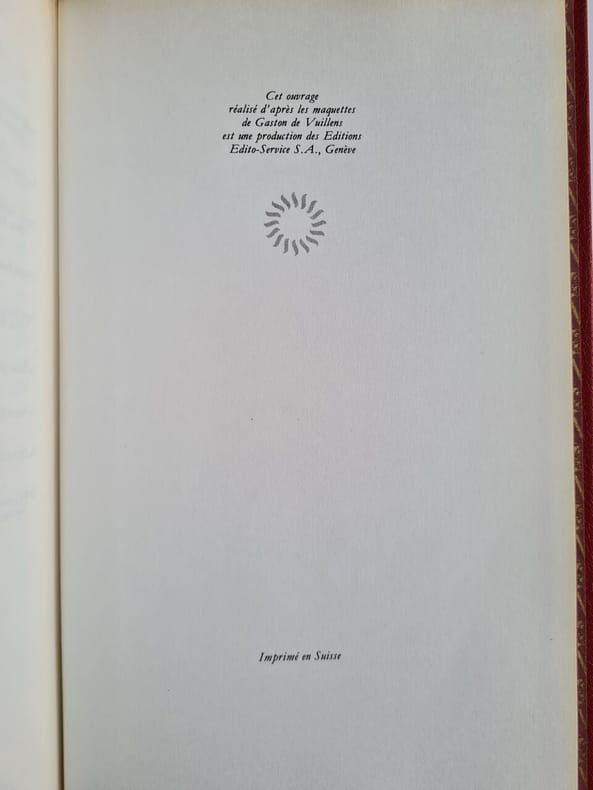 Cet ouvrage
réalisé d'après les maquettes
de Gaston de Vuillens
est une production des Editions
Edito-Service S.A., Genève
Imprimé en Suisse